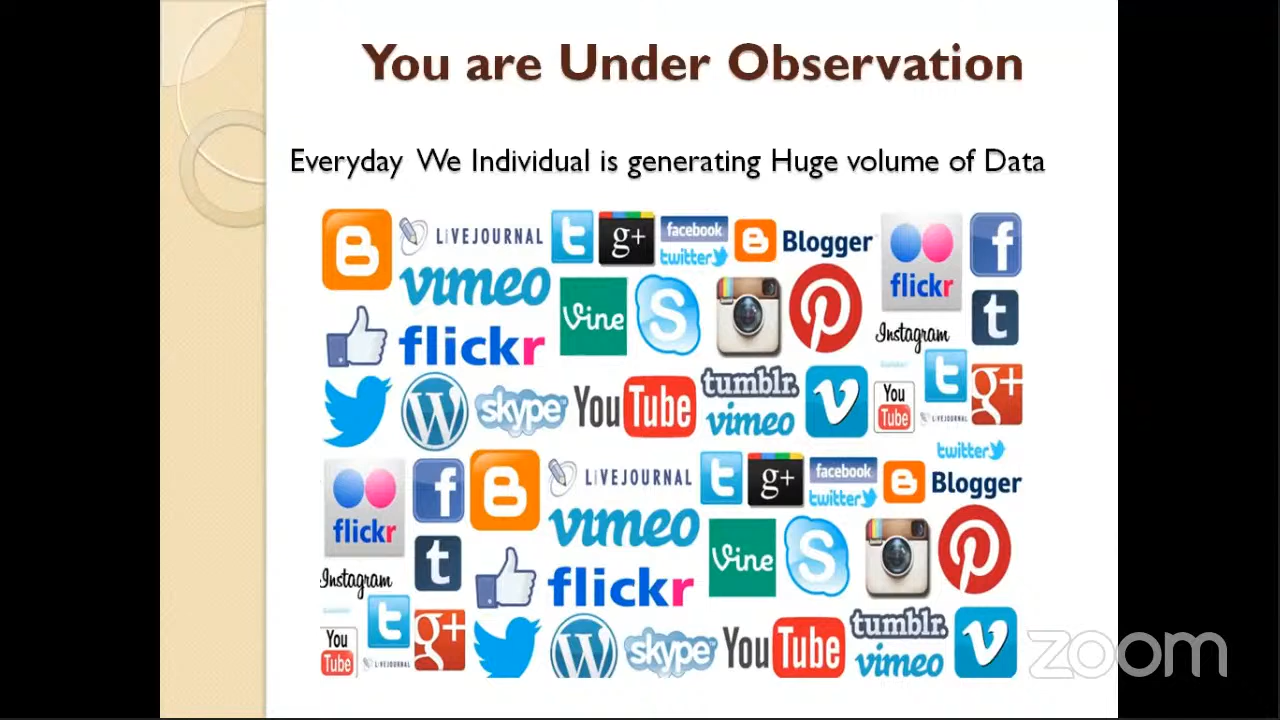 You are Under Observation
Everyday We Individual is generating Huge volume of Data
LIVEJOURNAL
vimeo
flickr
g+
facebook
twitter
Blogger
Vine
flickr
Instagram
skype
YouTube
tumblr.
vimeo
You Tube
LIVEJOURNAL
g+
twitter
flickr
LIVEJOURNAL
vimeo
g+
facebook
twitter
Blogger
Vine
Instagram
flickr
You Tube
LIVEJOURNAL
g+
skype
YouTube
tumblr.
vimeo
zoom